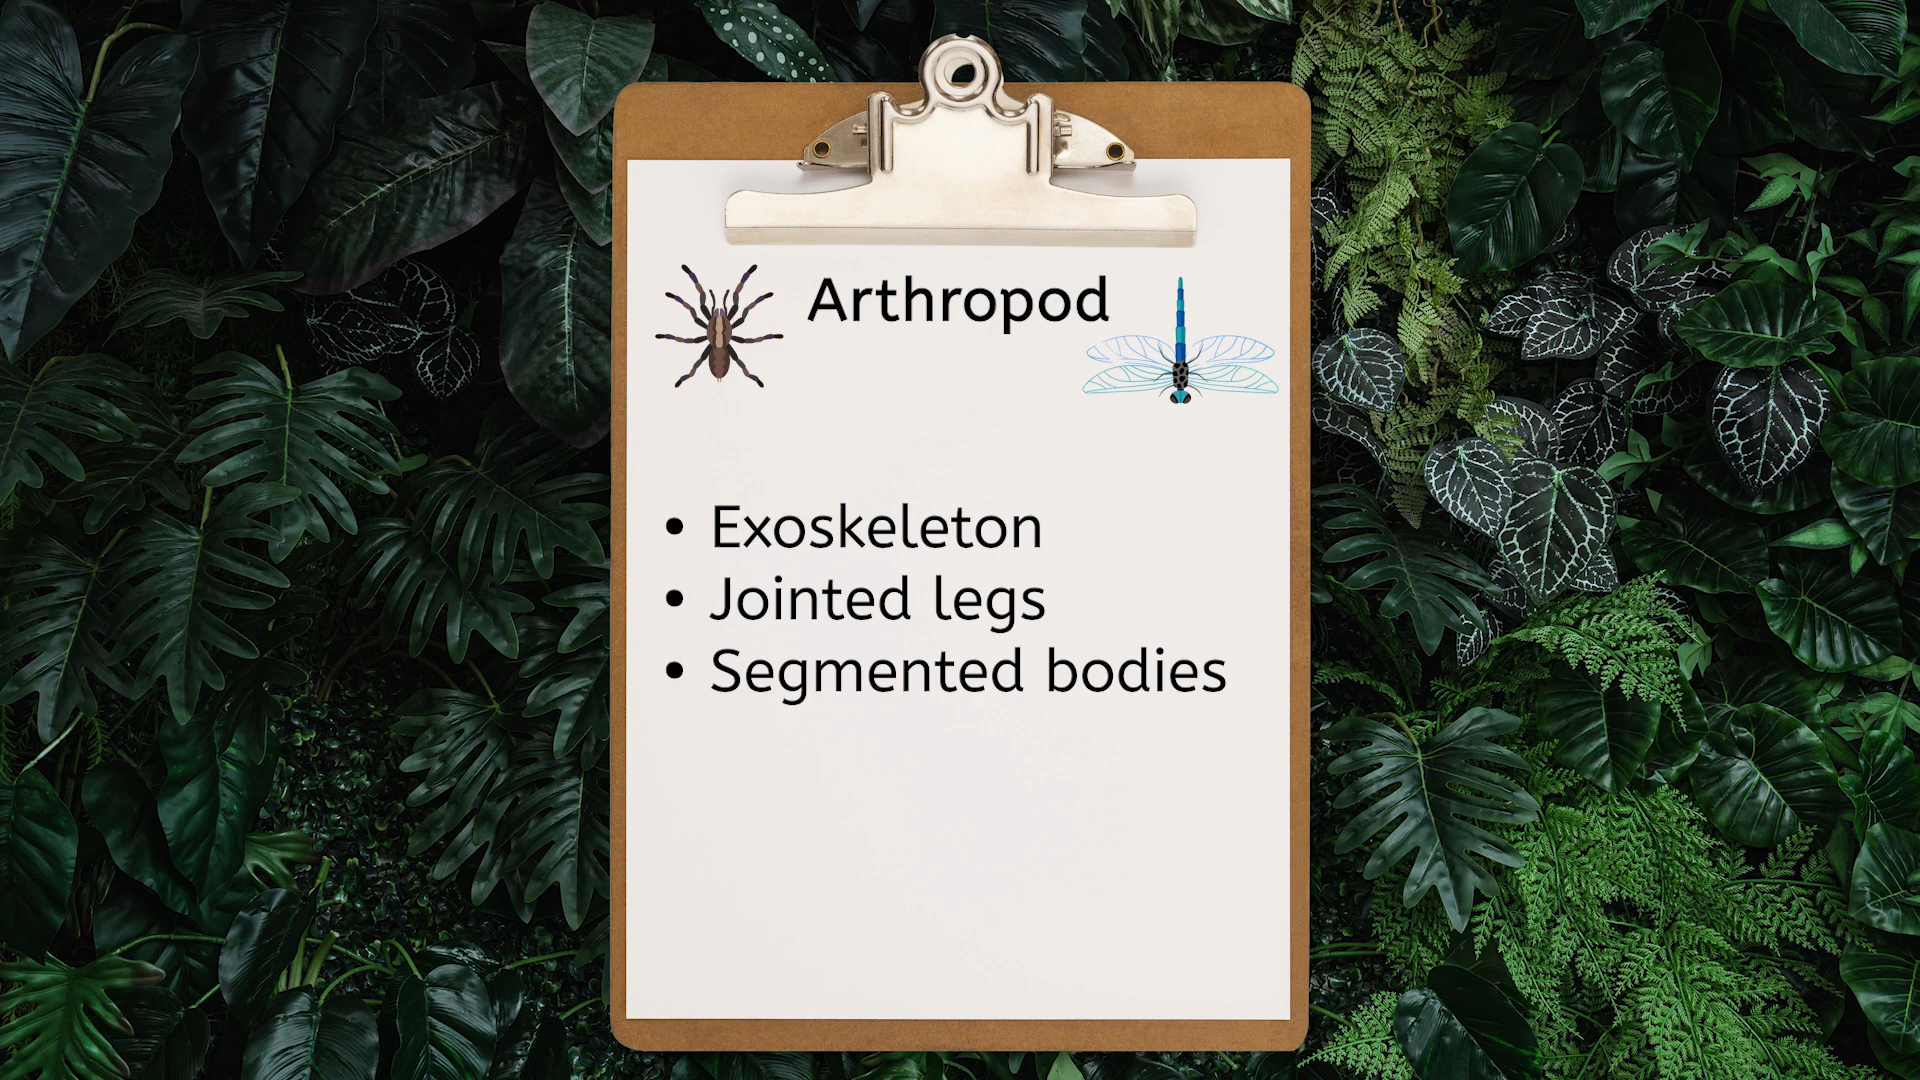 Arthropod
• Exoskeleton
• Jointed legs
• Segmented bodies